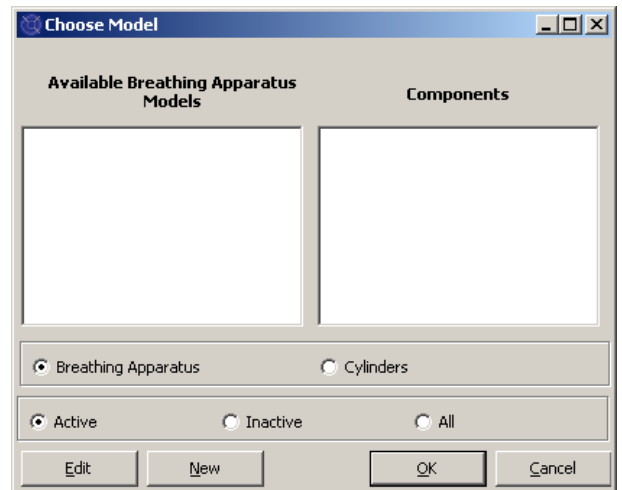 Choose Model
Available Breathing Apparatus
Models
Components
Breathing Apparatus
Cylinders
Active
Inactive
All
Edit
New
OK
Cancel